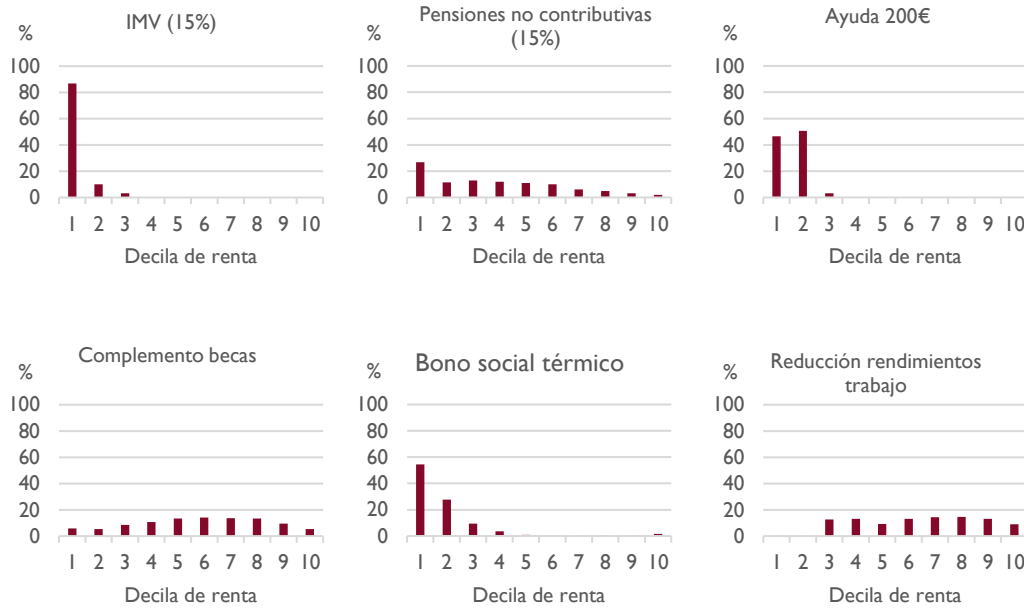 IMV (15%)
%
100
80
60
40
20
0
1 2 3 4 5 6 7 8 9 10
Decila de renta
Pensiones no contributivas
(15%)
%
100
80
60
40
20
0
1 2 3 4 5 6 7 8 9 10
Decila de renta
Ayuda 200€
%
100
80
60
40
20
0
1 2 3 4 5 6 7 8 9 10
Decila de renta
Complemento becas
%
100
80
60
40
20
0
1 2 3 4 5 6 7 8 9 10
Decila de renta
Bono social térmico
%
100
80
60
40
20
0
1 2 3 4 5 6 7 8 9 10
Decila de renta
Reducción rendimientos
trabajo
%
100
80
60
40
20
0
1 2 3 4 5 6 7 8 9 10
Decila de renta